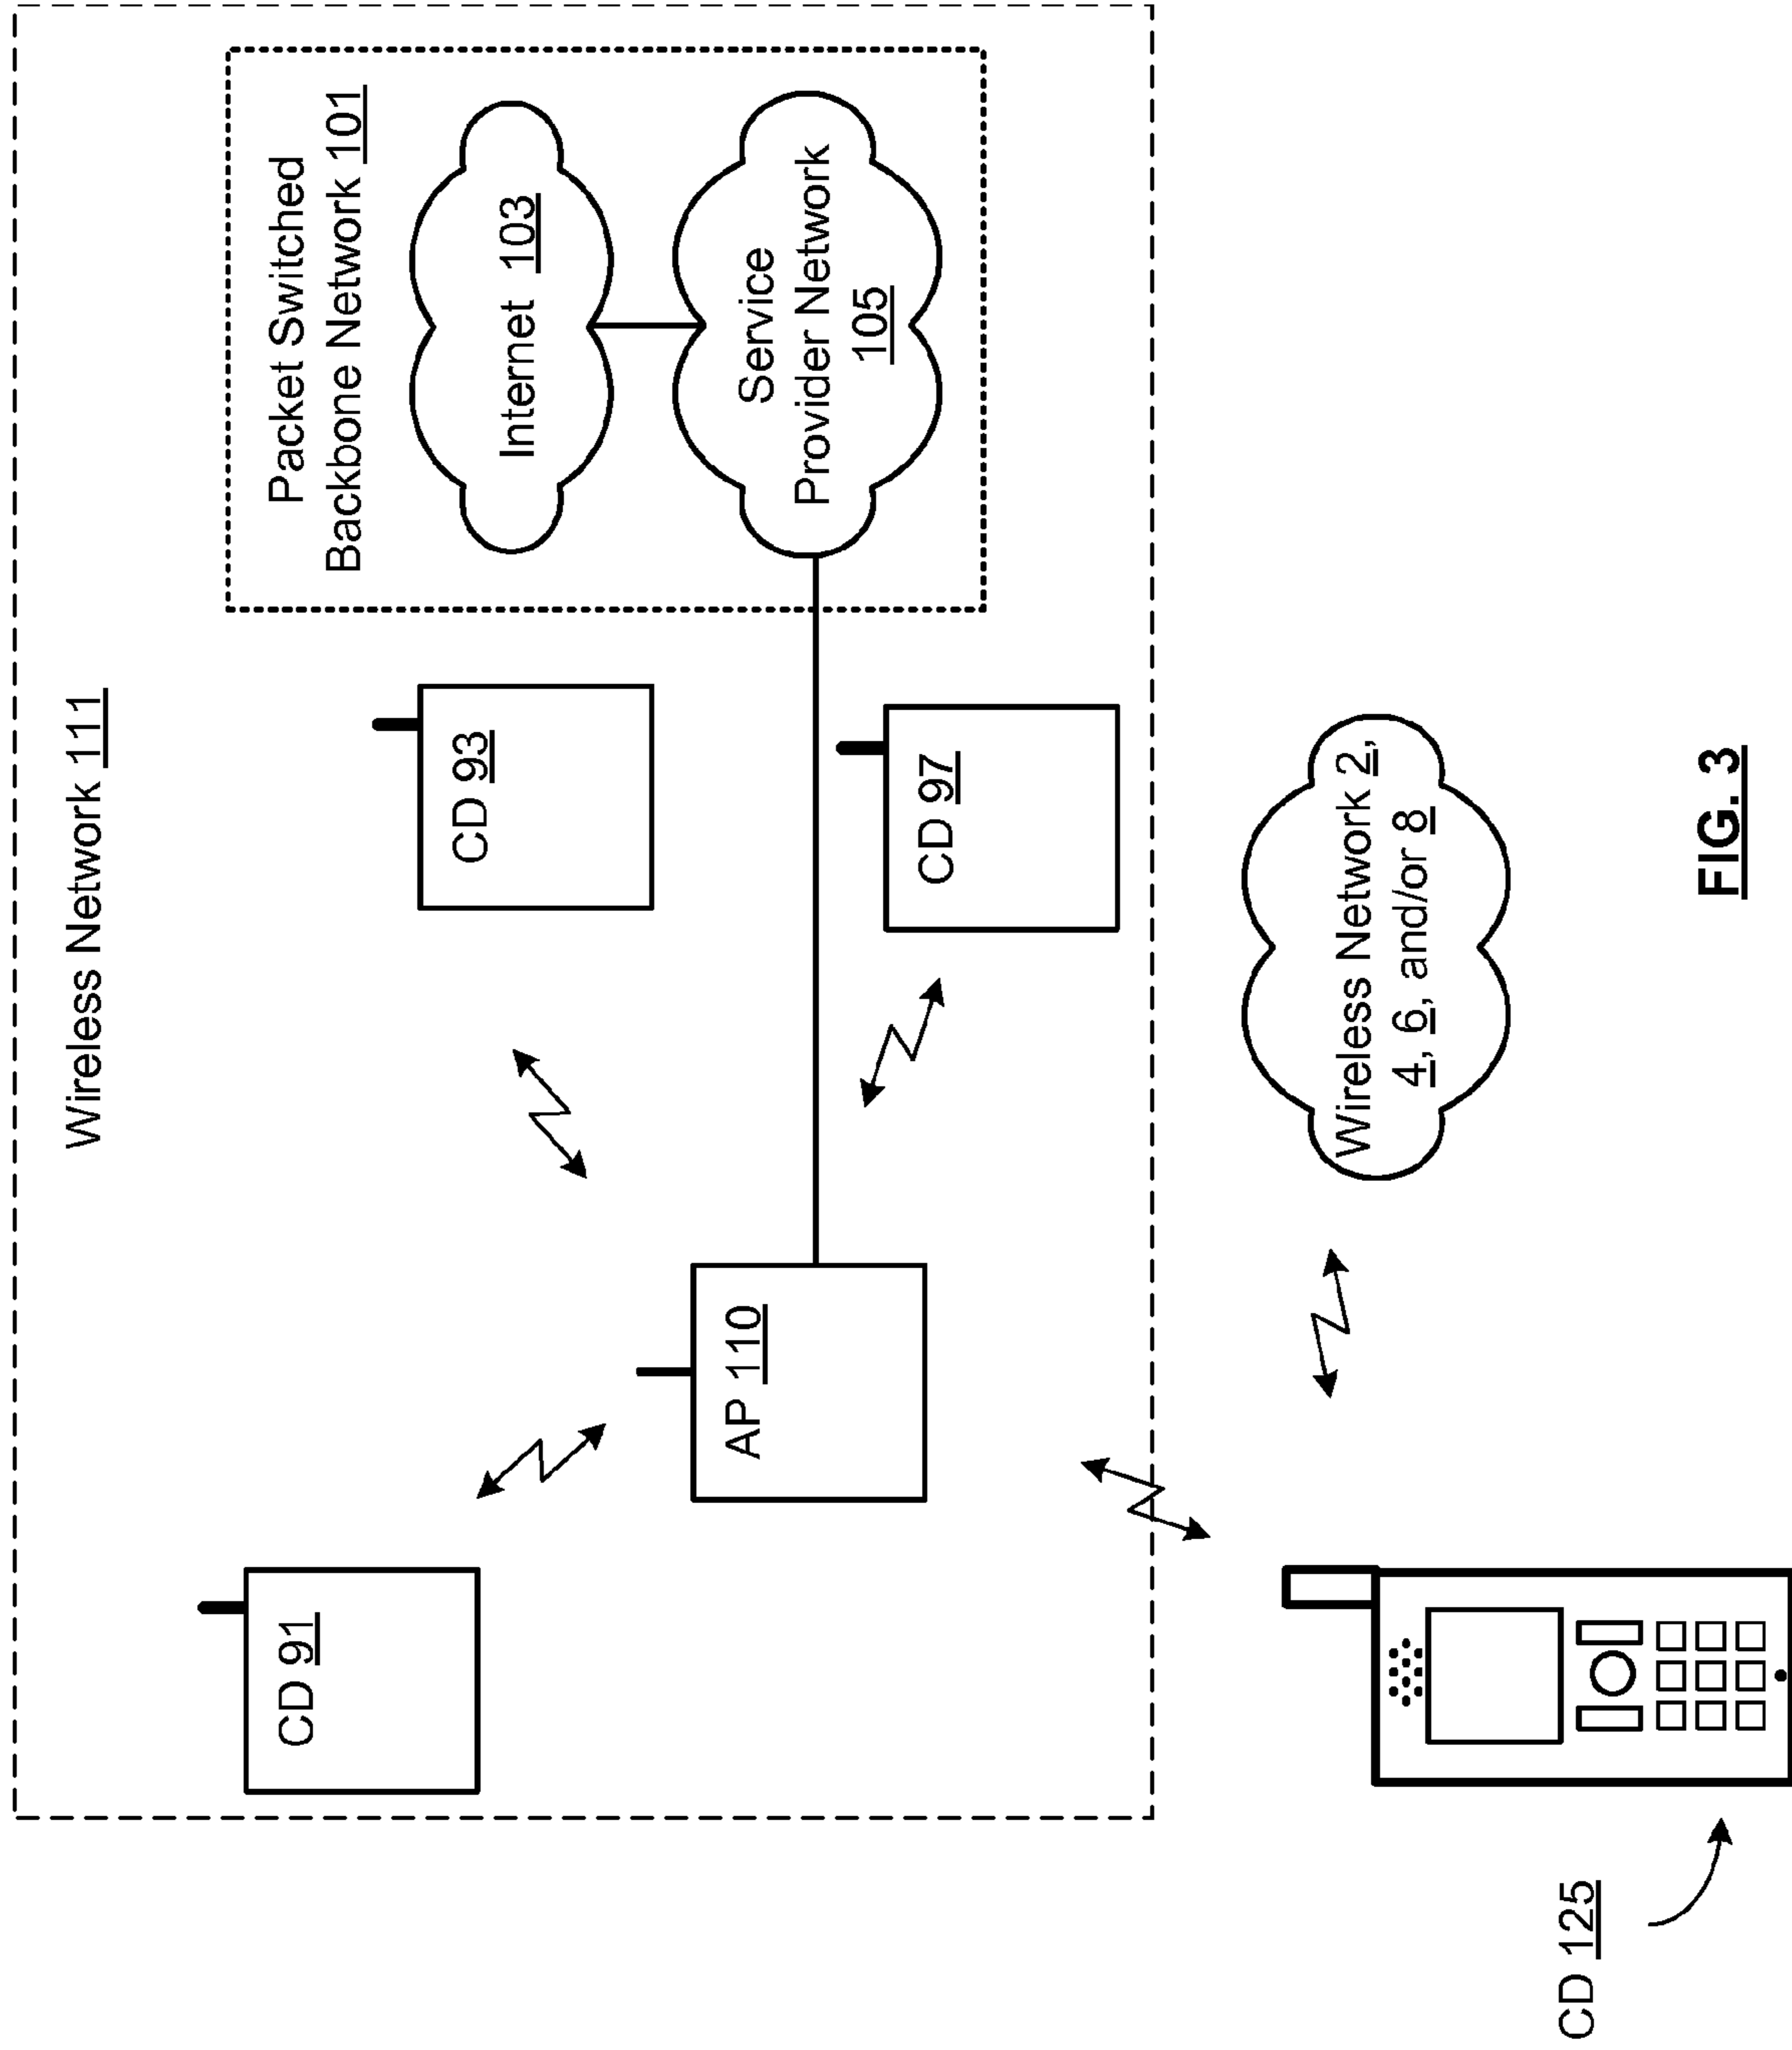 Wireless Network 111
Packet Switched
Backbone Network 101
Internet 103
Service
Provider Network
105
CD 91
CD 93
AP 110
CD 97
Wireless Network 2,
4, 6, and/or 8
CD 125
FIG. 3